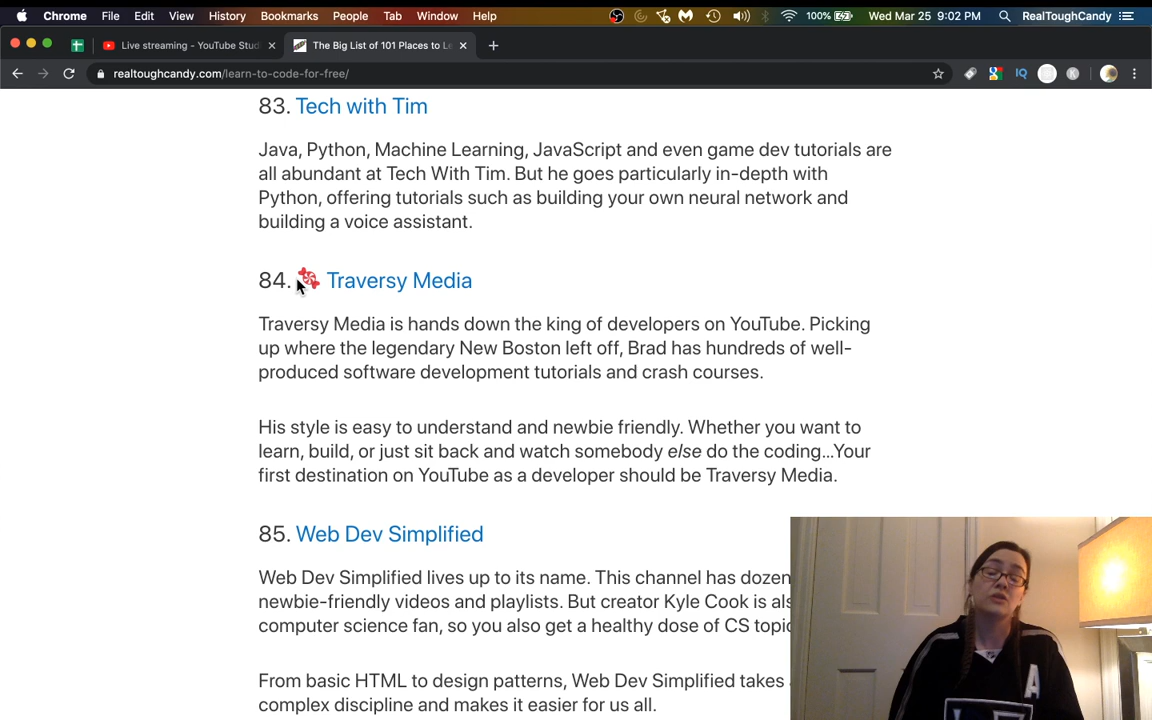 Chrome File Edit View History Bookmarks People Tab Window Help 100% Wed Mar 25 9:02 PM RealToughCandy
Live streaming - YouTube Stud The Big List of 101 Places to Le
realtoughcandy.com/learn-to-code-for-free/ IQ K
83. Tech with Tim
Java, Python, Machine Learning, JavaScript and even game dev tutorials are
all abundant at Tech With Tim. But he goes particularly in-depth with
Python, offering tutorials such as building your own neural network and
building a voice assistant.
84. Traversy Media
Traversy Media is hands down the king of developers on YouTube. Picking
up where the legendary New Boston left off, Brad has hundreds of well-
produced software development tutorials and crash courses.
His style is easy to understand and newbie friendly. Whether you want to
learn, build, or just sit back and watch somebody else do the coding...Your
first destination on YouTube as a developer should be Traversy Media.
85. Web Dev Simplified
Web Dev Simplified lives up to its name. This channel has dozen
newbie-friendly videos and playlists. But creator Kyle Cook is als
computer science fan, so you also get a healthy dose of CS topic
From basic HTML to design patterns, Web Dev Simplified takes
complex discipline and makes it easier for us all.
A